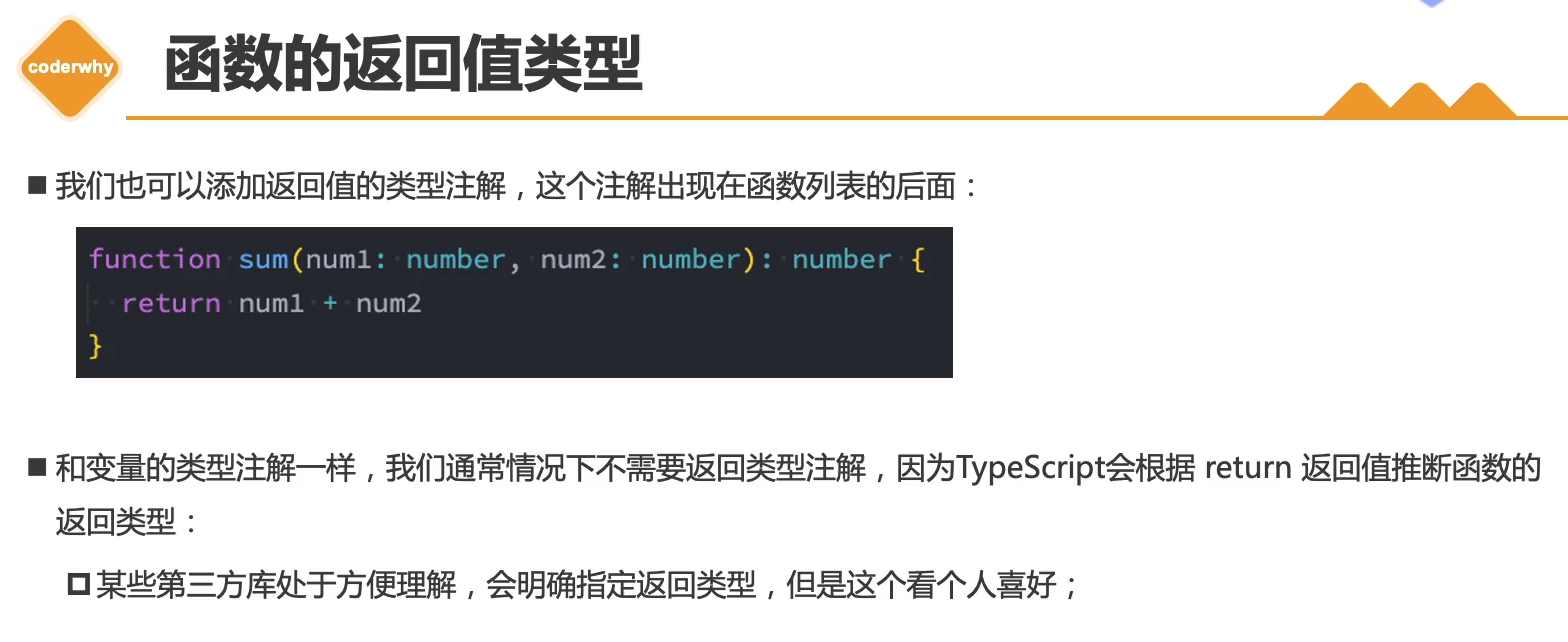 coderwhy
函数的返回值类型
我们也可以添加返回值的类型注解，这个注解出现在函数列表的后面：
function sum(num1: number, num2: number): number {
  return num1 + num2
}
和变量的类型注解一样，我们通常情况下不需要返回类型注解，因为TypeScript会根据 return 返回值推断函数的
返回类型：
某些第三方库处于方便理解，会明确指定返回类型，但是这个看个人喜好；